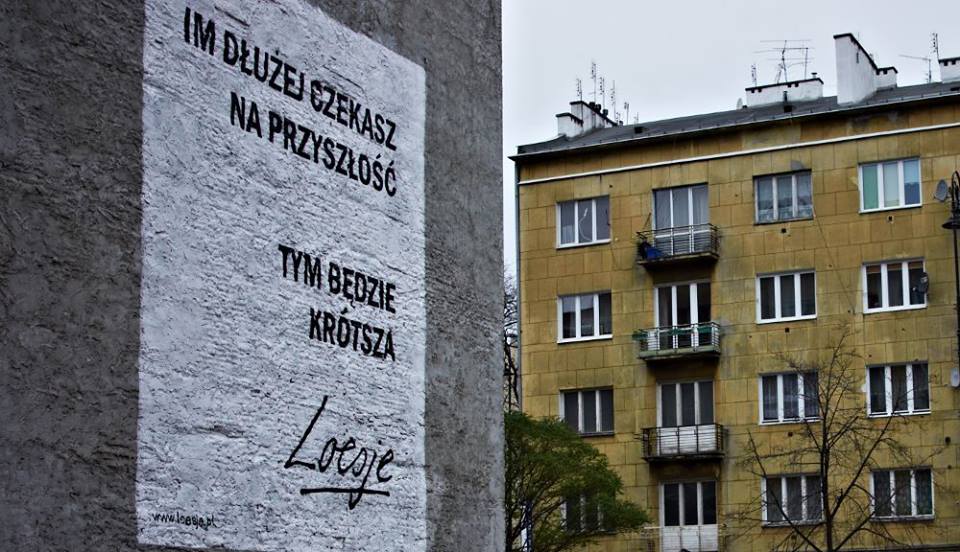 IM DŁUŻEJ CZEKASZ
NA PRZYSZŁOŚĆ
TYM BĘDZIE
KRÓTSZA
Loesje
www.loesje.pl